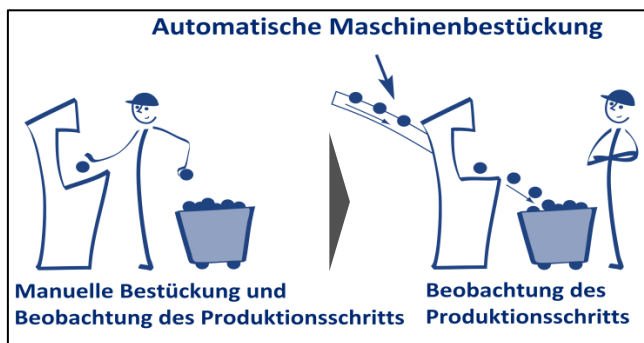 Automatische Maschinenbestückung
Manuelle Bestückung und
Beobachtung des Produktionsschritts
Beobachtung des
Produktionsschritts